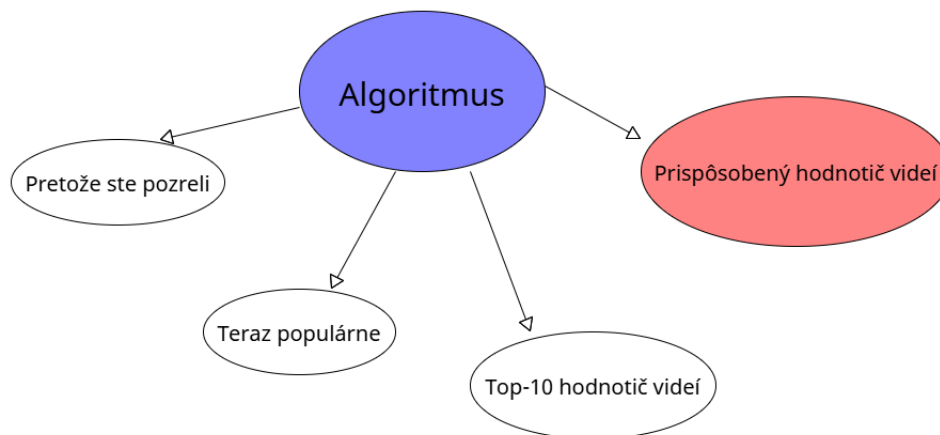 Algoritmus
Prispôsobený hodnotič videí
Pretože ste pozreli
Teraz populárne
Top-10 hodnotič videí